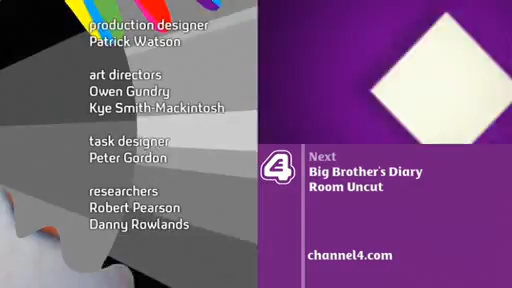 production designer
Patrick Watson
art directors
Owen Gundry
Kye Smith-Mackintosh
task designer
Peter Gordon
researchers
Robert Pearson
Danny Rowlands
4
Next
Big Brother's Diary
Room Uncut
channel4.com